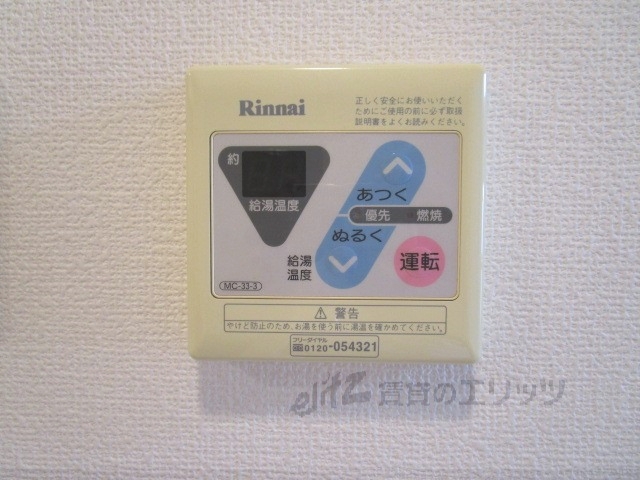 Rinnai
正しく安全にお使いいただく
ためにご使用の前に必ず取扱
説明書をよくお読みください。
約
給湯温度
あつく
優先 燃焼
ぬるく
給湯
温度
運転
MC-33-3
警告
やけど防止のため、お湯を使う前に湯温を確かめてください。
フリーダイヤル
0120-054321
elitz 賃貸のエリッツ